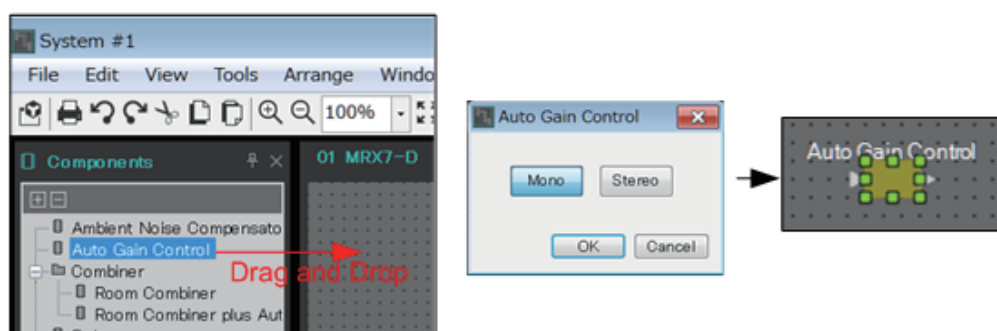 System #1
File Edit View Tools Arrange Windo
100%
Components
01 MRX7-D
Ambient Noise Compensato
Auto Gain Control
Drag and Drop
Combiner
Room Combiner
Room Combiner plus Aut
Auto Gain Control
Mono Stereo
OK Cancel
Auto Gain Control